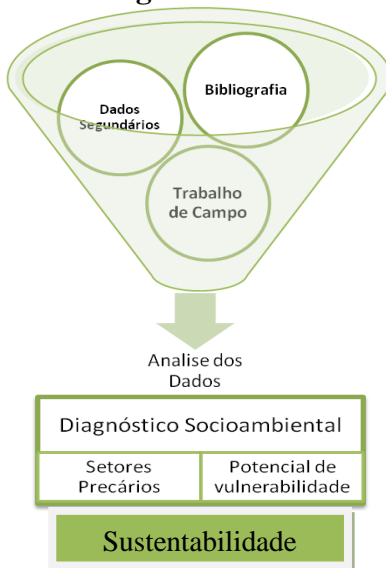 Bibliografia
Dados
Segundários
Trabalho
de Campo
Analise dos
Dados
Diagnóstico Socioambiental
Setores
Precários
Potencial de
vulnerabilidade
Sustentabilidade